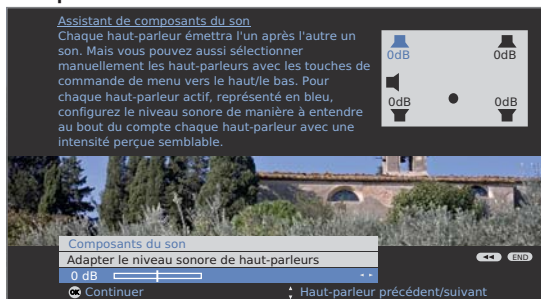 Assistant de composants du son
Chaque haut-parleur émettra l'un après l'autre un
son. Mais vous pouvez aussi sélectionner
manuellement les haut-parleurs avec les touches de
commande de menu vers le haut/le bas. Pour
chaque haut-parleur actif, représenté en bleu,
configurez le niveau sonore de manière à entendre
au bout du compte chaque haut-parleur avec une
intensité perçue semblable.
0dB 0dB
0dB 0dB
Composants du son
Adapter le niveau sonore de haut-parleurs
END
0 dB
OK Continuer Haut-parleur précédent/suivant